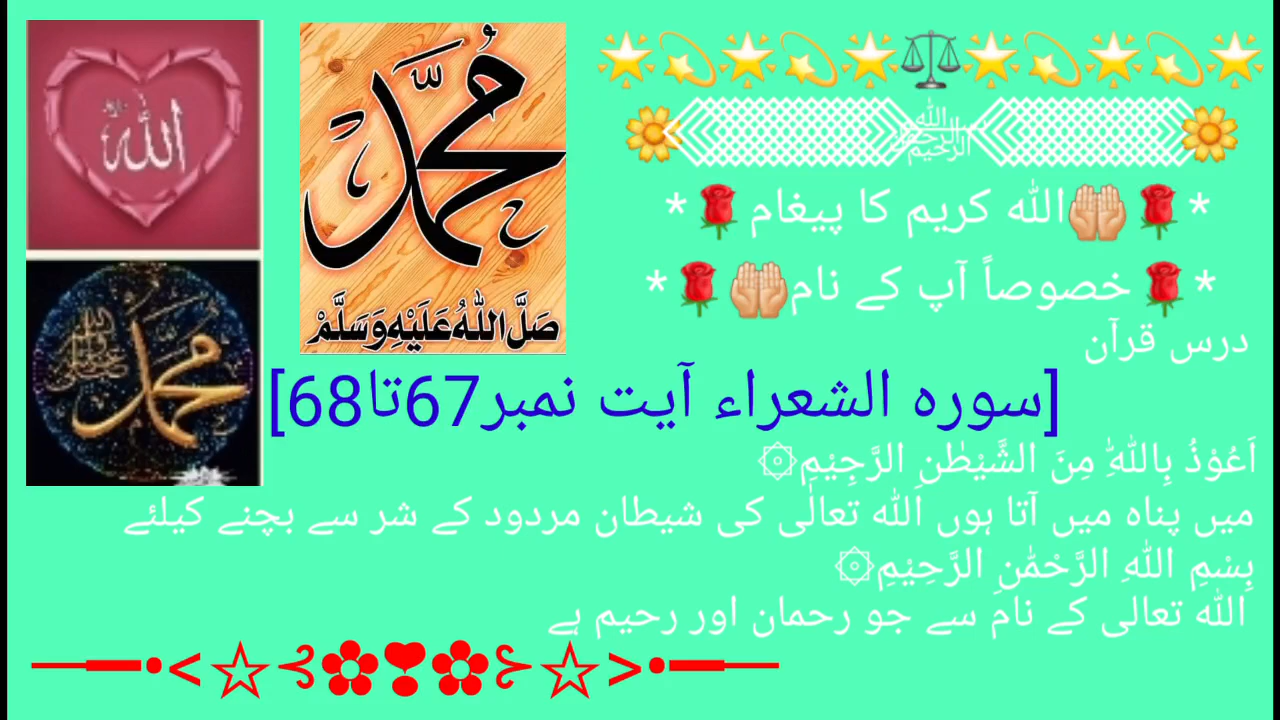 اللہ
محمد
مُحَمَّد
صَلَّ اللّٰهُ عَلَيْهِ وَسَلَّمْ
🌟💫🌟💫🌟⚖️🌟💫🌟💫🌟
🌼﷽🌼
*🌹🤲🏻اللہ کریم کا پیغام🌹*
*🌹خصوصاً آپ کے نام🤲🏻🌹*
درس قرآن
[سورہ الشعراء آیت نمبر67تا68]
اَعُوْذُ بِاللّٰهِ مِنَ الشَّيْطٰنِ الرَّجِيْمِ۞
میں پناہ میں آتا ہوں اللہ تعالٰی کی شیطان مردود کے شر سے بچنے کیلئے
بِسْمِ اللّٰهِ الرَّحْمٰنِ الرَّحِيْمِ۞
اللہ تعالی کے نام سے جو رحمان اور رحیم ہے